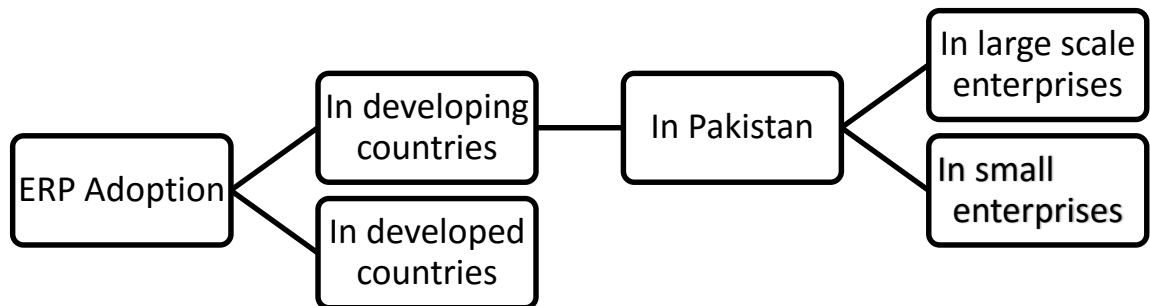 ERP Adoption
In developing
countries
In developed
countries
In Pakistan
In large scale
enterprises
In small
enterprises